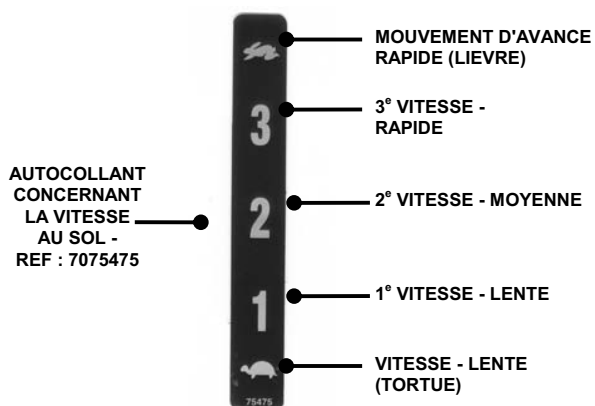 MOUVEMENT D'AVANCE
RAPIDE (LIEVRE)
3
3e VITESSE -
RAPIDE
AUTOCOLLANT
CONCERNANT
LA VITESSE
AU SOL -
REF : 7075475
2
2e VITESSE - MOYENNE
1
1e VITESSE - LENTE
VITESSE - LENTE
(TORTUE)
75475